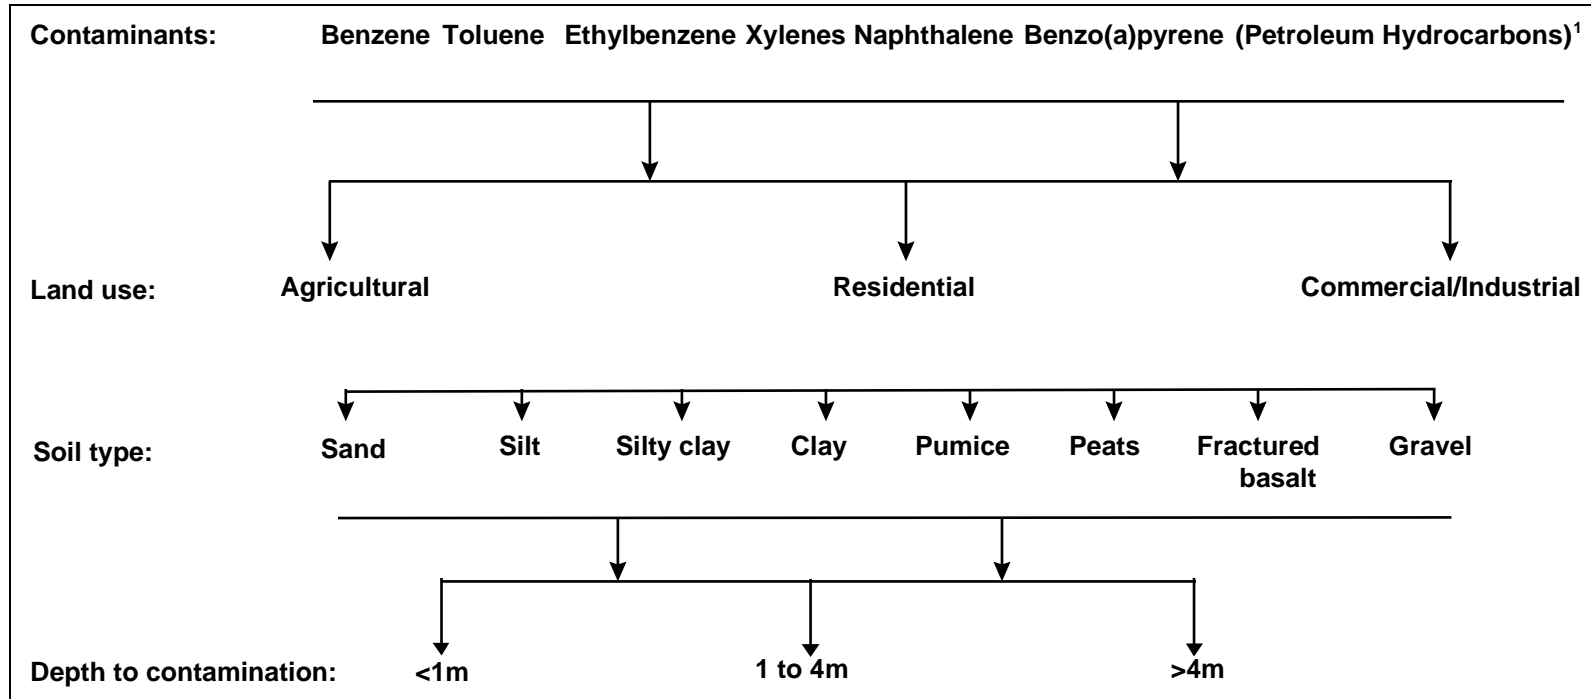 Contaminants: Benzene Toluene Ethylbenzene Xylenes Naphthalene Benzo(a)pyrene (Petroleum Hydrocarbons)¹
Land use: Agricultural Residential Commercial/Industrial
Soil type: Sand Silt Silty clay Clay Pumice Peats Fractured Gravel
basalt
Depth to contamination: <1m 1 to 4m >4m